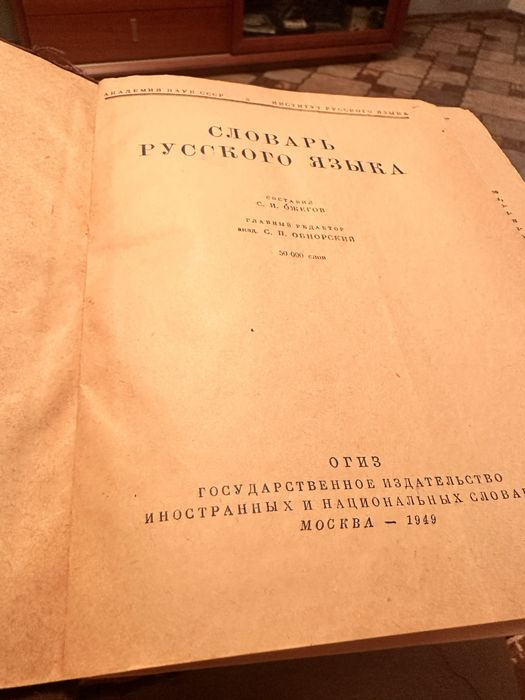 АКАДЕМИЯ НАУК СССР ИНСТИТУТ РУССКОГО ЯЗЫКА
СЛОВАРЬ
РУССКОГО ЯЗЫКА
СОСТАВИЛ
С. И. ОЖЕГОВ
ГЛАВНЫЙ РЕДАКТОР
акад. С. П. ОБНОРСКИЙ
50 000 слов
ОГИЗ
ГОСУДАРСТВЕННОЕ ИЗДАТЕЛЬСТВО
ИНОСТРАННЫХ И НАЦИОНАЛЬНЫХ СЛОВА
МОСКВА — 1949